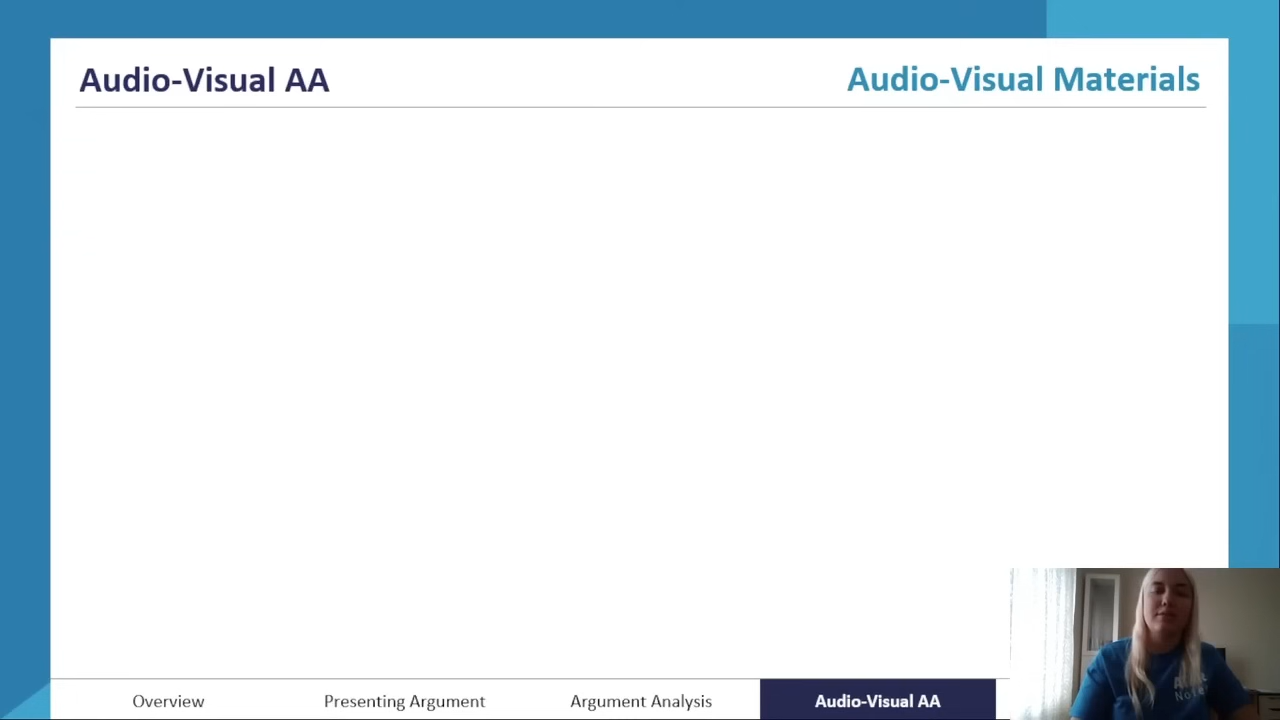 Audio-Visual AA
Audio-Visual Materials
Overview
Presenting Argument
Argument Analysis
Audio-Visual AA